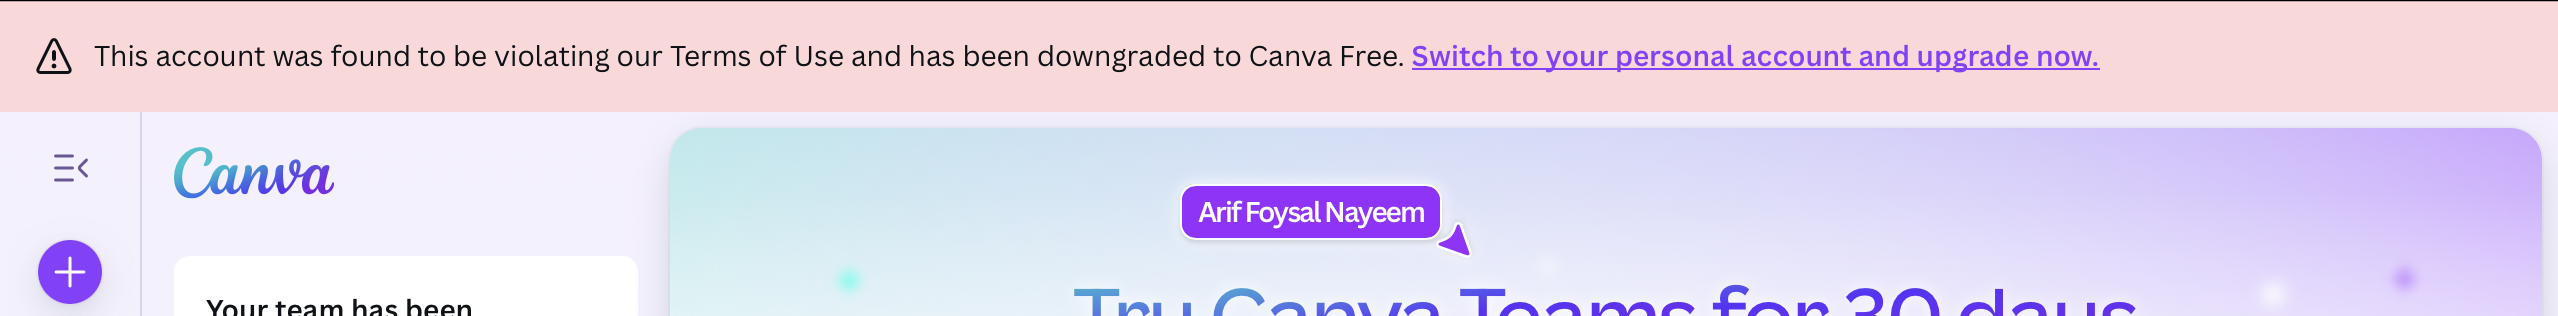 This account was found to be violating our Terms of Use and has been downgraded to Canva Free. Switch to your personal account and upgrade now.
Canva
Arif Foysal Nayeem
Your team has been
Try Canva Teams for 30 days